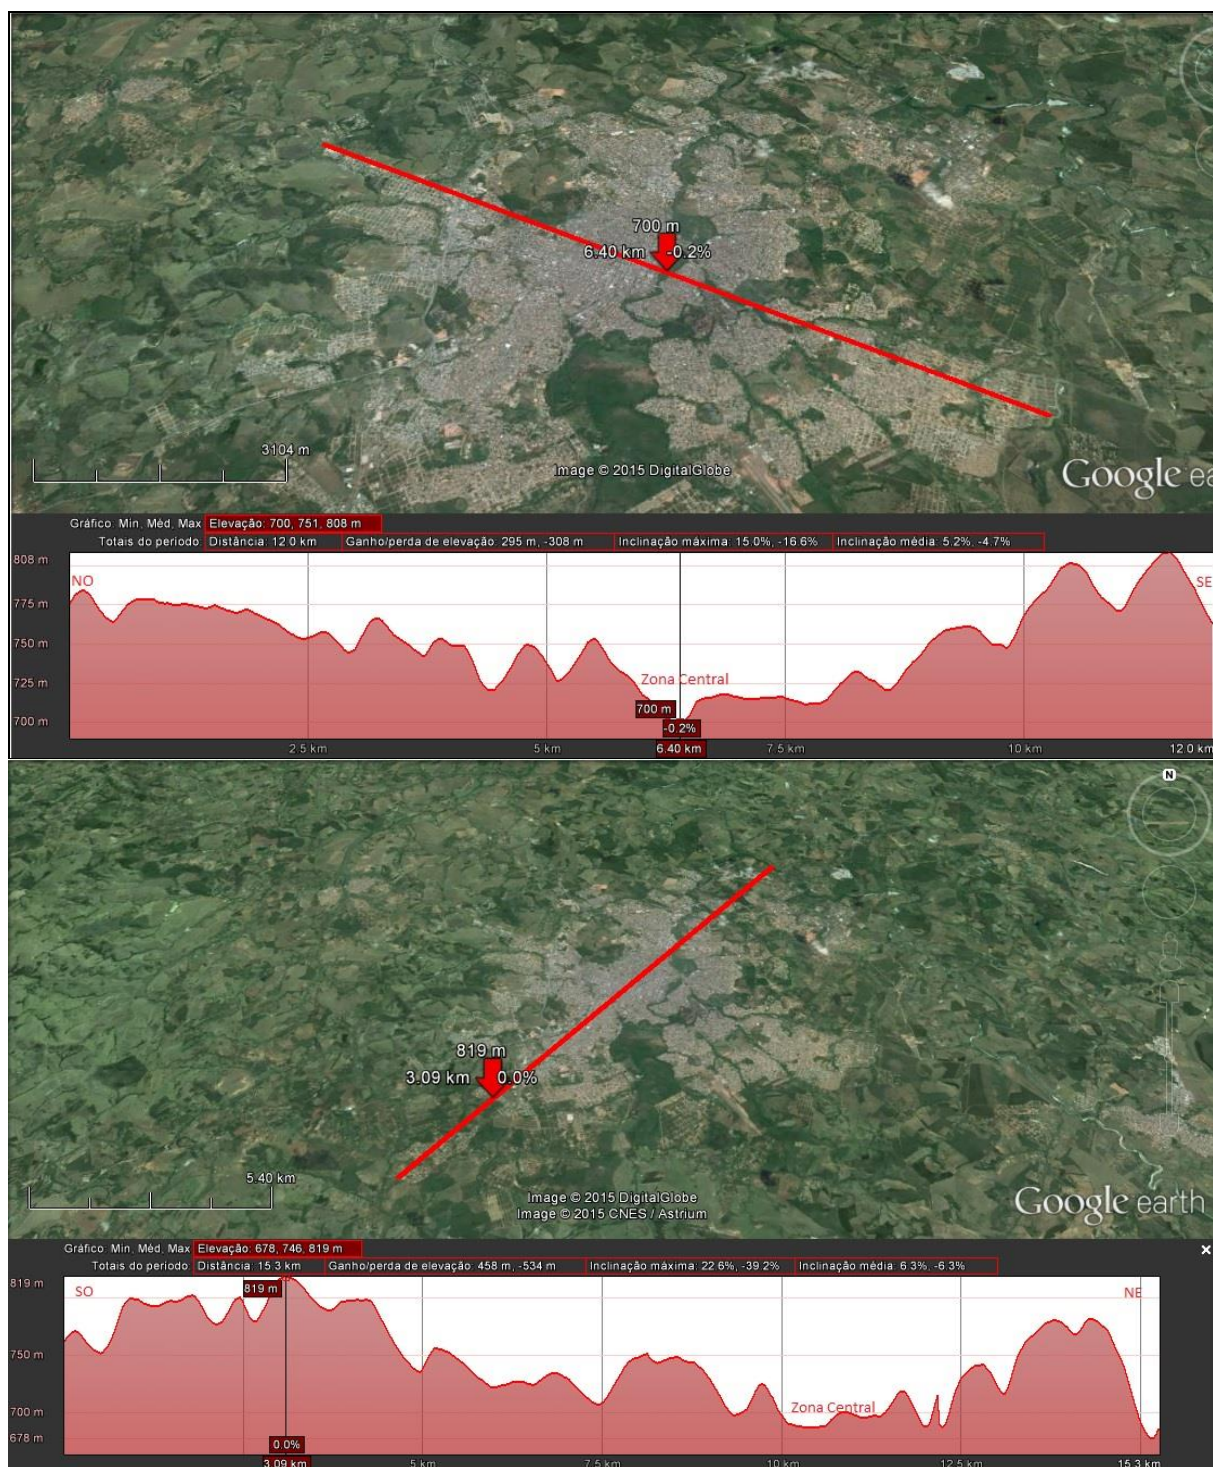 700 m
6.40 km -0.2%
3104 m
Image © 2015 DigitalGlobe
Google ea
Gráfico: Mín, Méd, Máx Elevação: 700, 751, 808 m
Totais do período: Distância: 12.0 km Ganho/perda de elevação: 295 m, -308 m Inclinação máxima: 15.0%, -16.6% Inclinação média: 5.2%, -4.7%
808 m
NO
SE
775 m
750 m
725 m
Zona Central
700 m
700 m
-0.2%
2.5 km 5 km 6.40 km 7.5 km 10 km 12.0 km
N
819 m
3.09 km 0.0%
5.40 km
Image © 2015 DigitalGlobe
Image © 2015 CNES / Astrium
Google earth
Gráfico: Mín, Méd, Máx Elevação: 678, 746, 819 m
Totais do período: Distância: 15.3 km Ganho/perda de elevação: 458 m, -534 m Inclinação máxima: 22.6%, -39.2% Inclinação média: 6.3%, -6.3%
819 m
SO
819 m
NE
750 m
700 m
Zona Central
678 m
0.0%
3.09 km 5 km 7.5 km 10 km 12.5 km 15.3 km